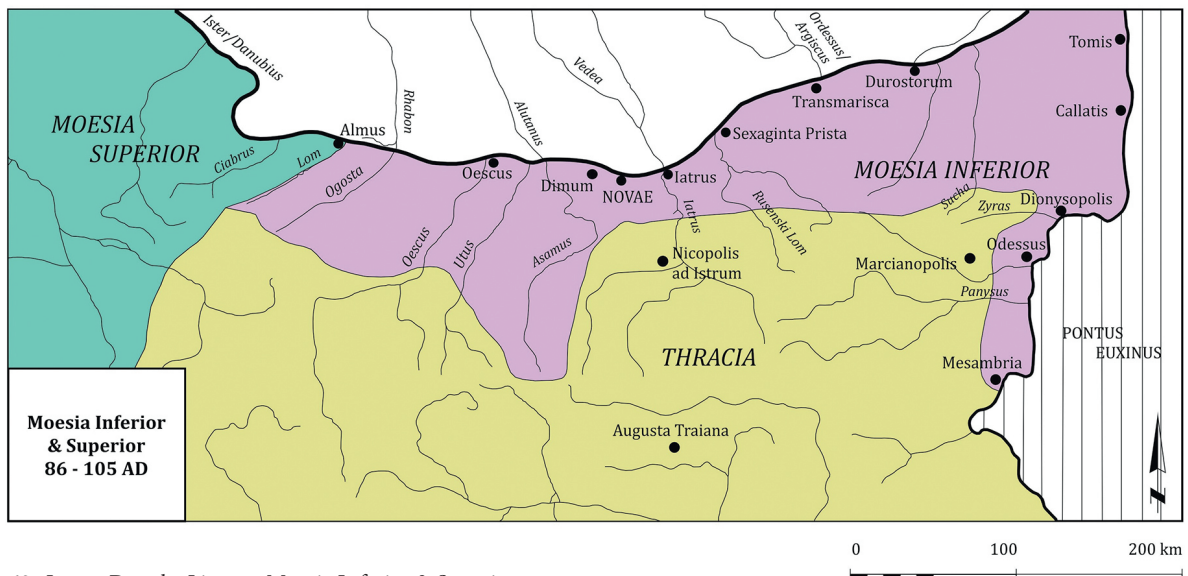 Ister/Danubius
Rhabon
Alutanus
Vedea
Ordessus/
Argiscus
Tomis
Durostorum
Transmarisca
Callatis
MOESIA
SUPERIOR
Almus
Sexaginta Prista
Ciabrus
Lom
Ogosta
Oescus
Dimum
NOVAE
Iatrus
MOESIA INFERIOR
Sucha
Zyras
Dionysopolis
Oescus
Utus
Asamus
Iatrus
Rusenski Lom
Nicopolis
ad Istrum
Marcianopolis
Odessus
Panysus
PONTUS
EUXINUS
THRACIA
Mesambria
Moesia Inferior
& Superior
86 - 105 AD
Augusta Traiana
N
0 100 200 km